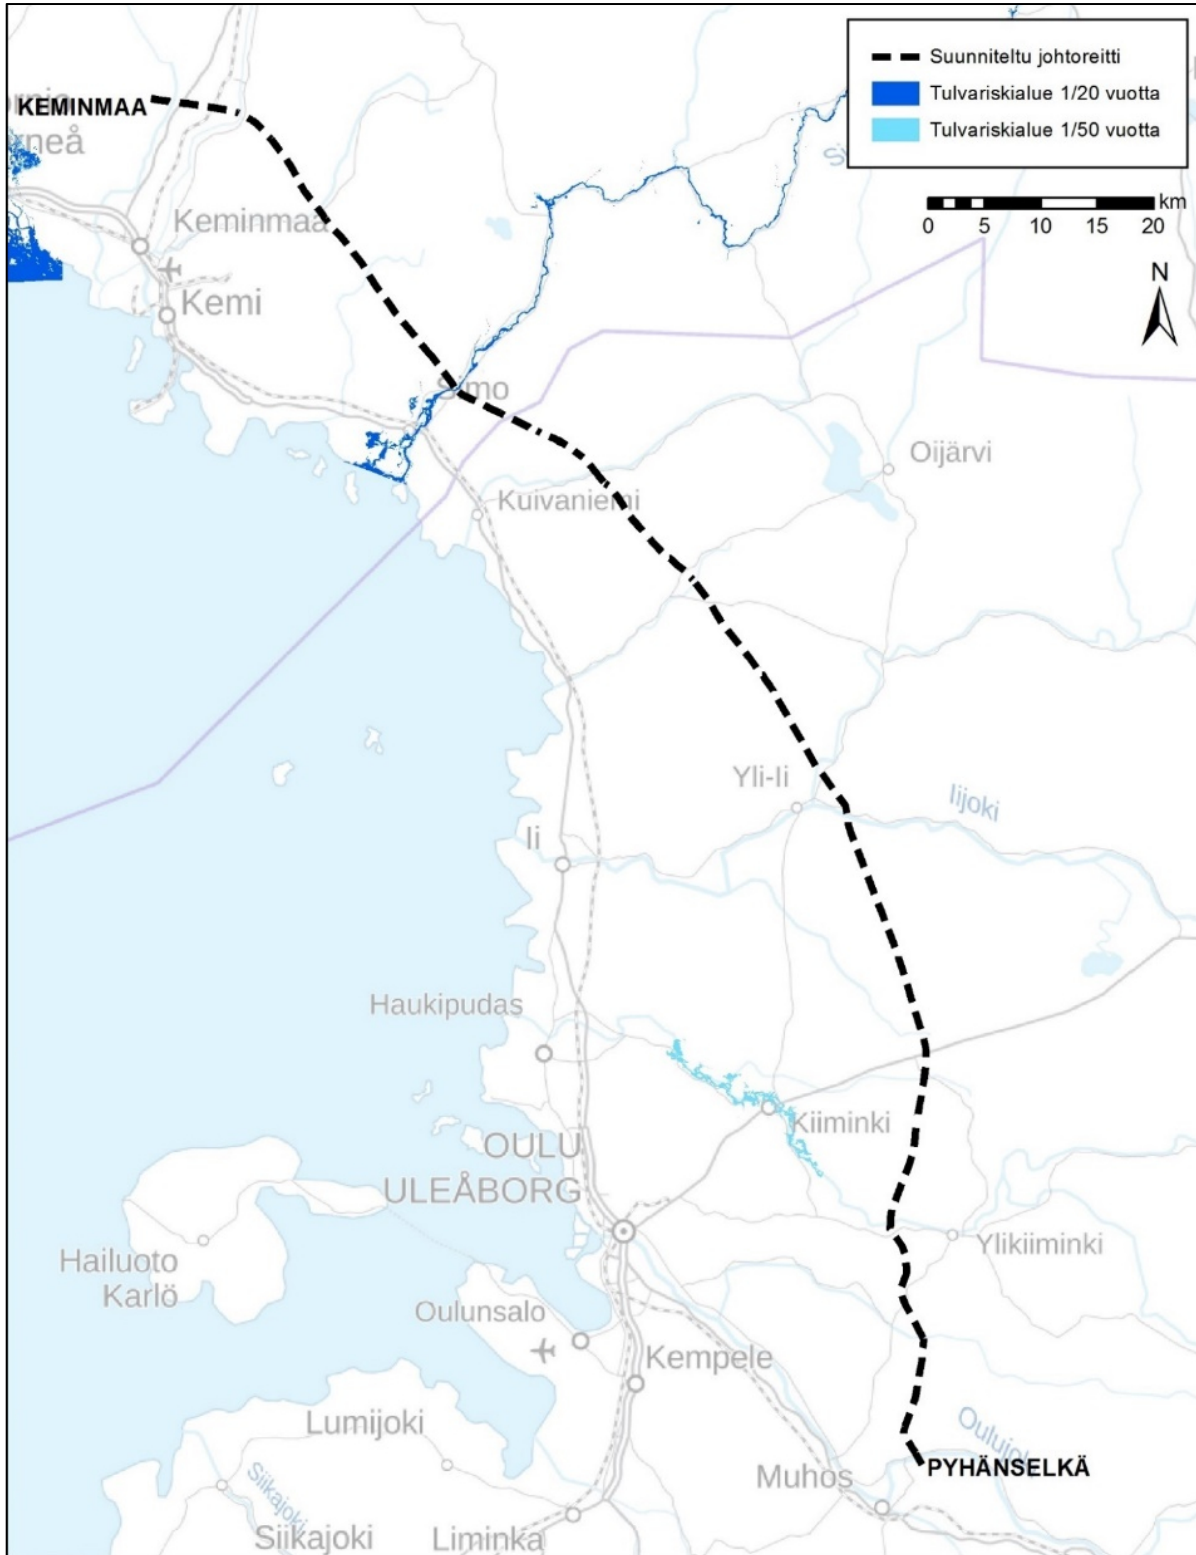 Suunniteltu johtoreitti
Tulvariskialue 1/20 vuotta
Tulvariskialue 1/50 vuotta
km
0 5 10 15 20
N
KEMINMAA
Keminmaa
Kemi
Simo
Oijärvi
Kuivaniemi
Yli-Ii
Iijoki
Ii
Haukipudas
Kiiminki
OULU
ULEÅBORG
Ylikiiminki
Hailuoto
Karlö
Oulunsalo
Kempele
Lumijoki
Oulujoki
PYHÄNSELKÄ
Muhos
Siikajoki
Siikajoki
Liminka